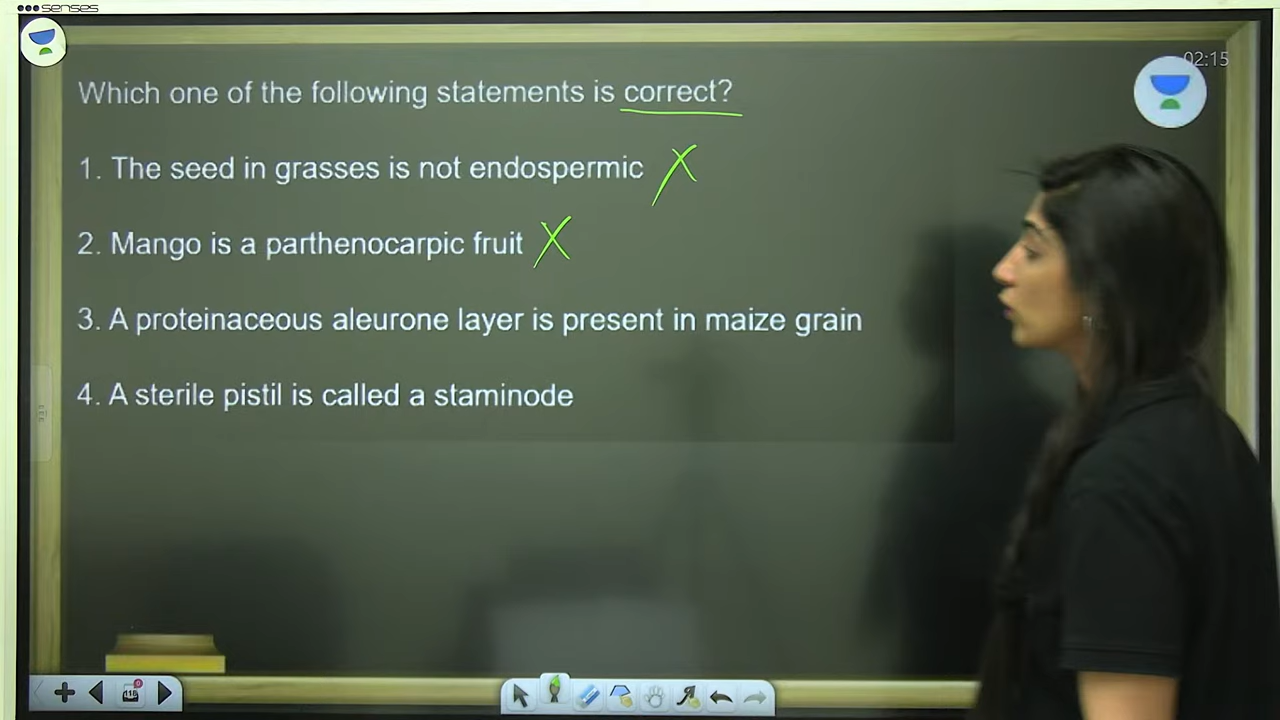 senses
02:15
Which one of the following statements is correct?
1. The seed in grasses is not endospermic
2. Mango is a parthenocarpic fruit
3. A proteinaceous aleurone layer is present in maize grain
4. A sterile pistil is called a staminode